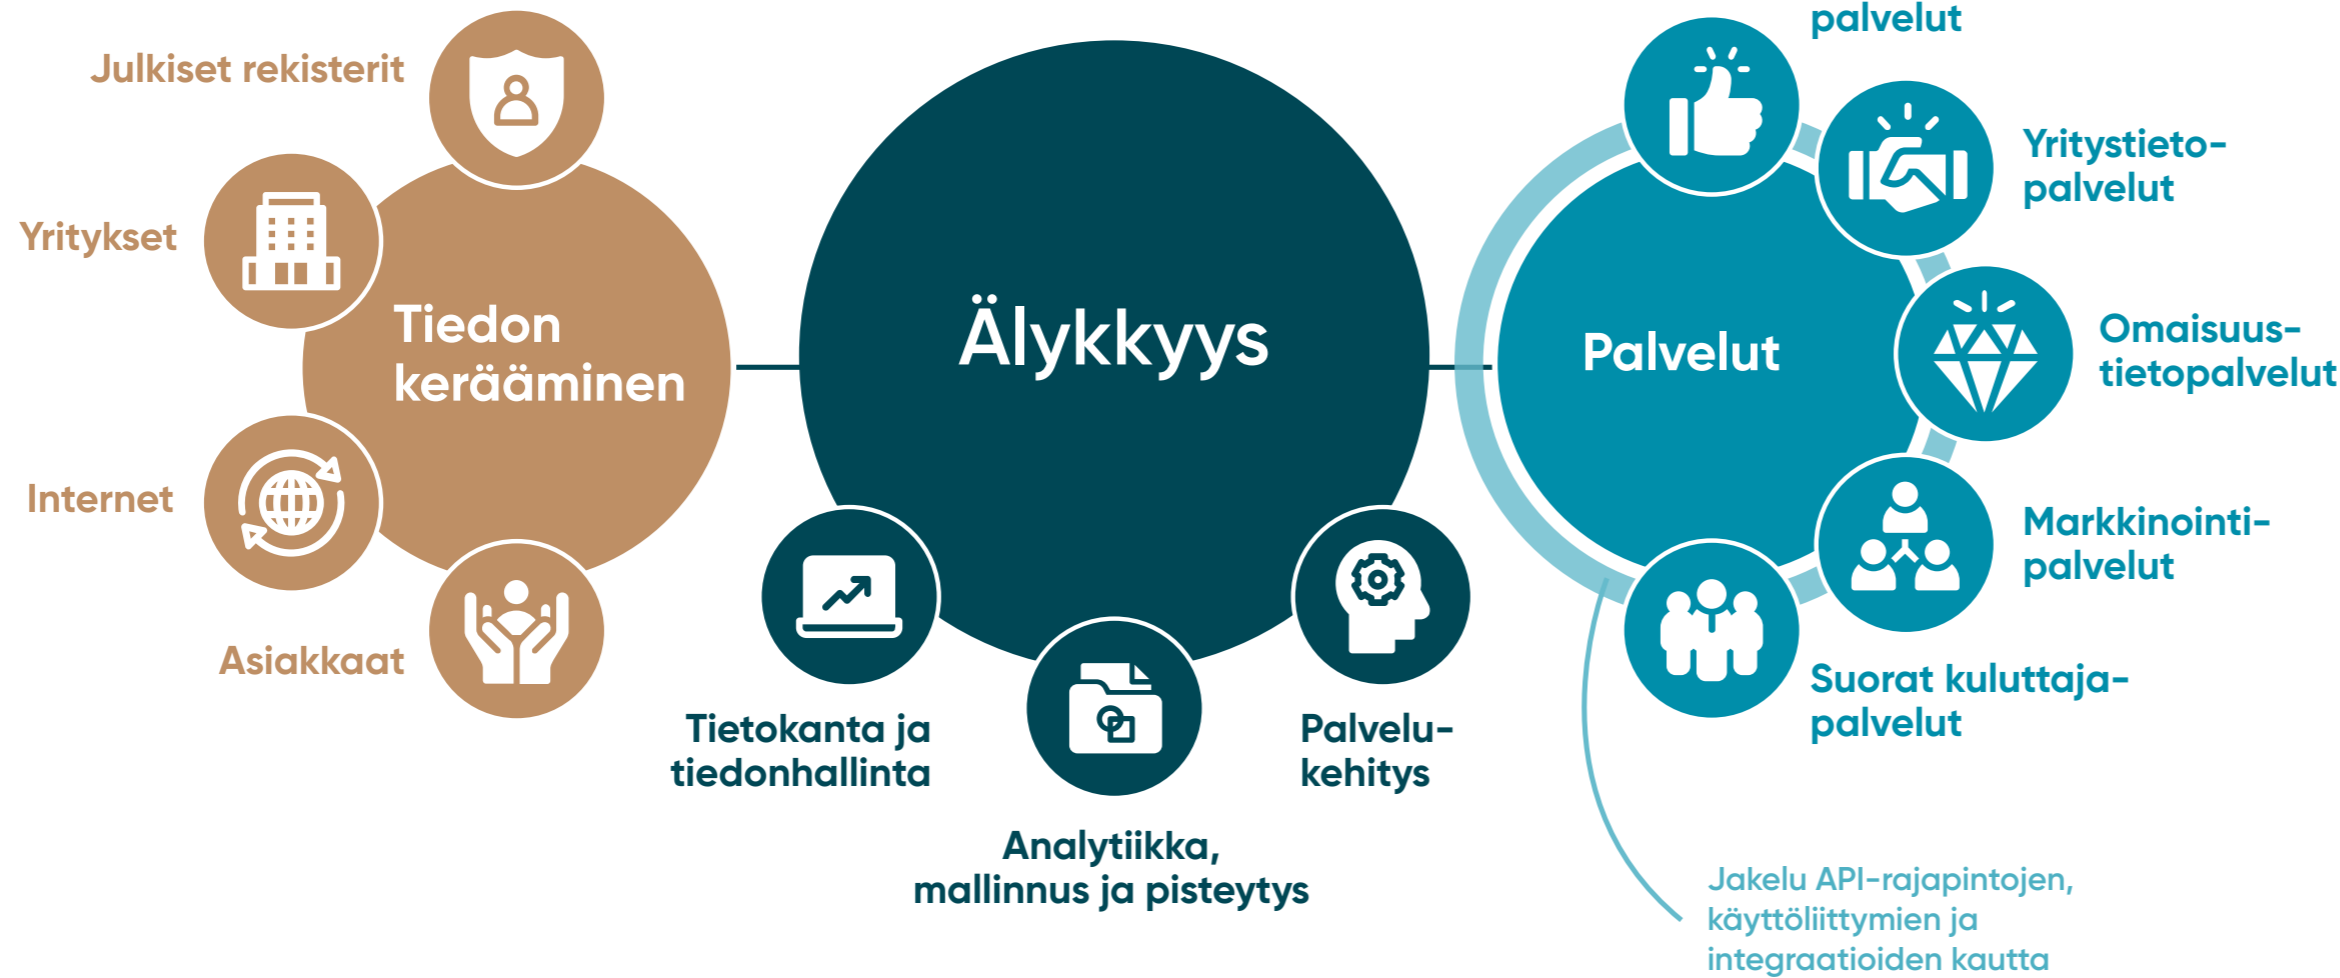 Julkiset rekisterit
Yritykset
Tiedon
kerääminen
Internet
Asiakkaat
Älykkyys
Tietokanta ja
tiedonhallinta
Analytiikka,
mallinnus ja pisteytys
Palvelu-
kehitys
Palvelut
palvelut
Yritystieto-
palvelut
Omaisuus-
tietopalvelut
Markkinointi-
palvelut
Suorat kuluttaja-
palvelut
Jakelu API-rajapintojen,
käyttöliittymien ja
integraatioiden kautta